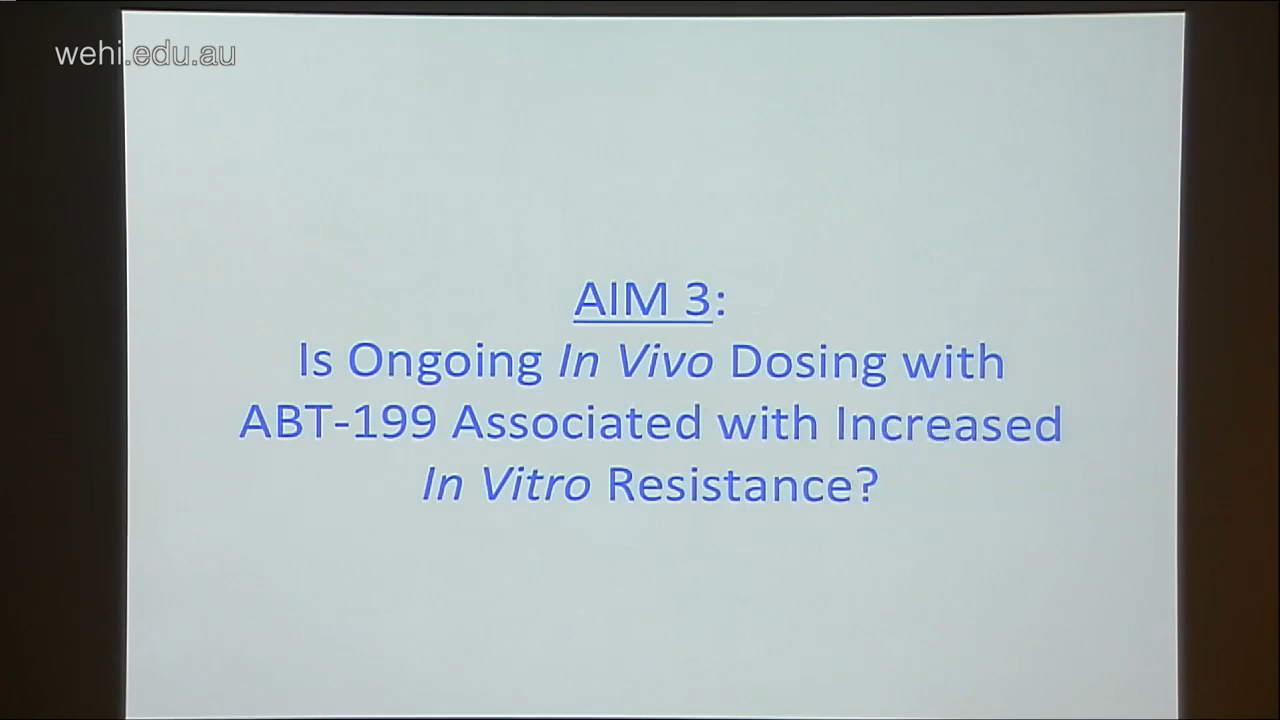 wehi.edu.au
AIM 3:
Is Ongoing In Vivo Dosing with
ABT-199 Associated with Increased
In Vitro Resistance?